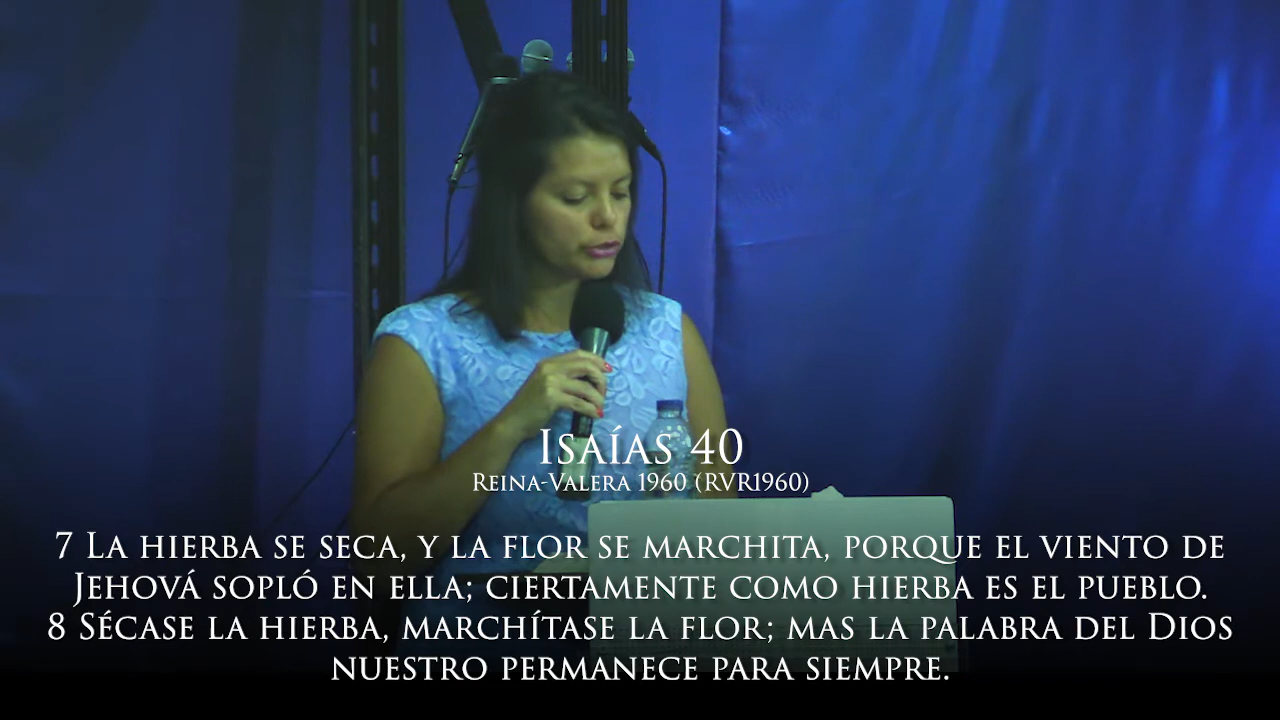 Isaías 40
Reina-Valera 1960 (RVR1960)
7 La hierba se seca, y la flor se marchita, porque el viento de
Jehová sopló en ella; ciertamente como hierba es el pueblo.
8 Sécase la hierba, marchítase la flor; mas la palabra del Dios
nuestro permanece para siempre.